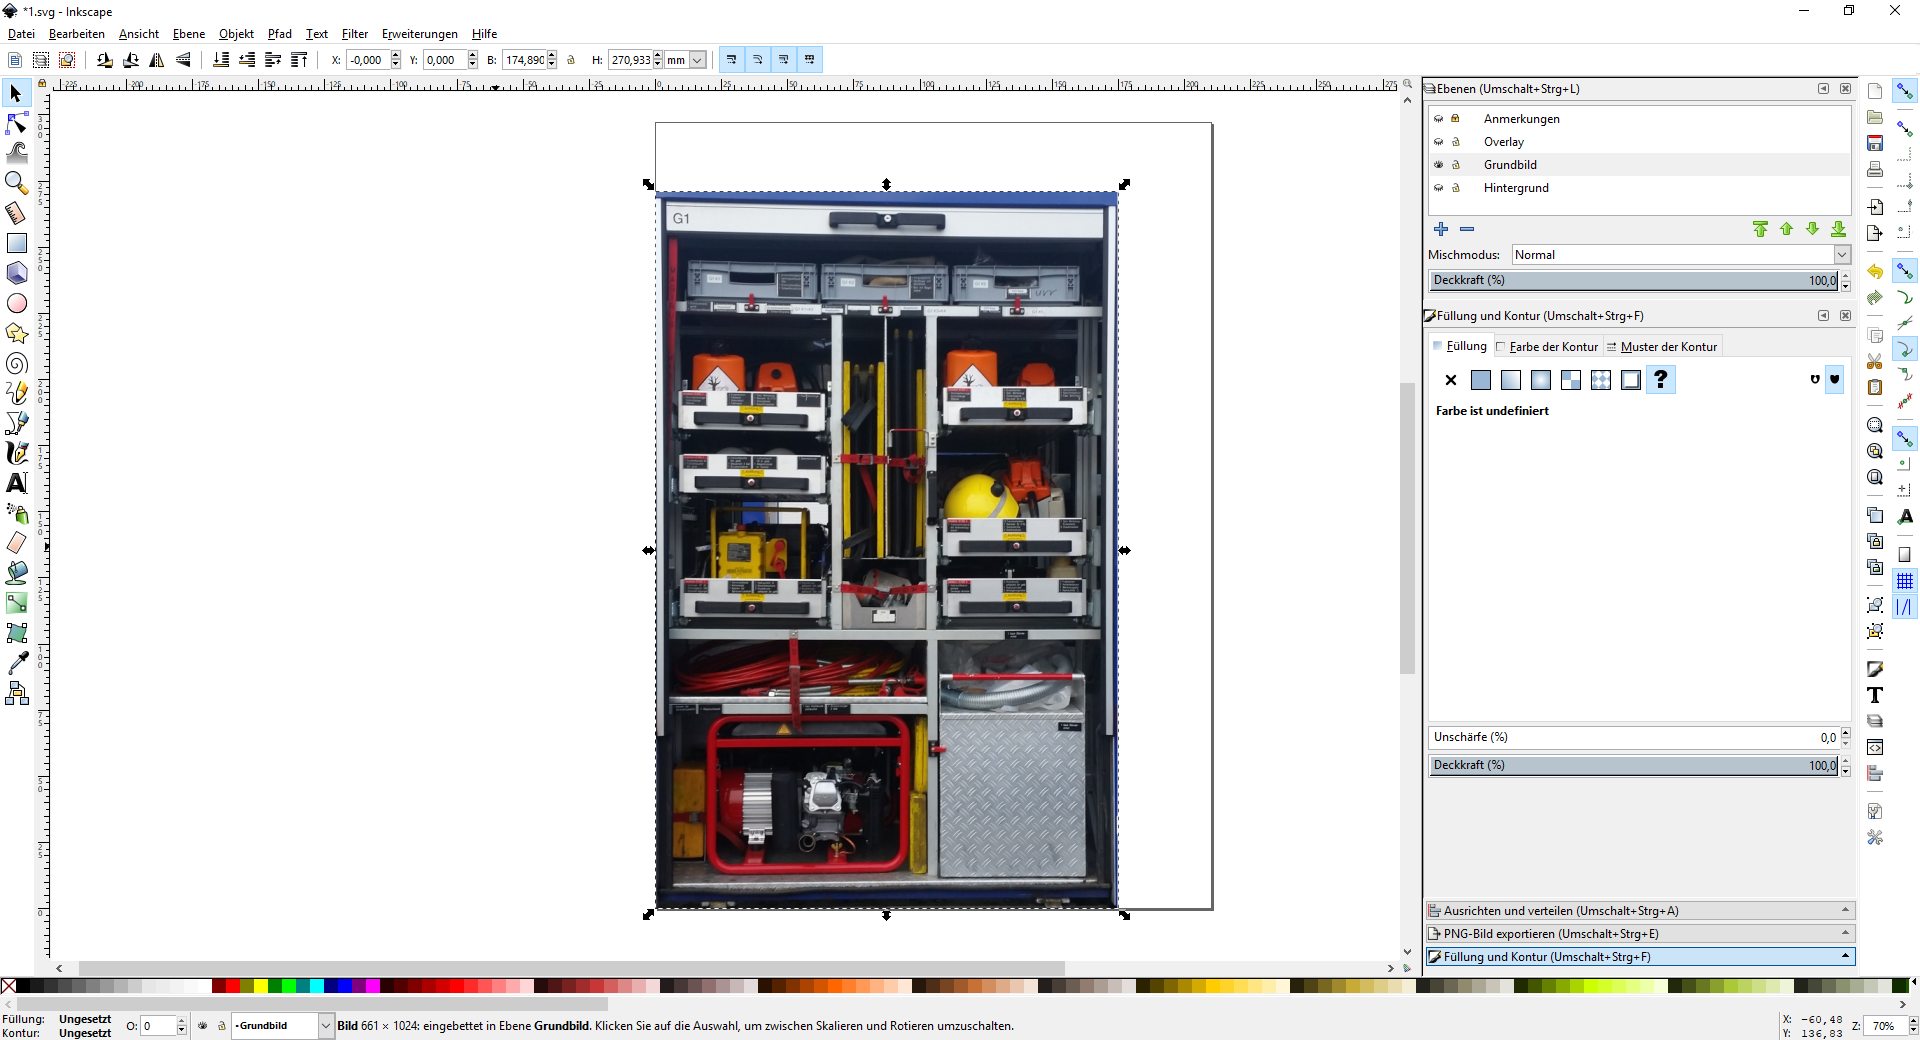 *1.svg - Inkscape
Datei Bearbeiten Ansicht Ebene Objekt Pfad Text Filter Erweiterungen Hilfe
X: -0,000 Y: 0,000 B: 174,890 H: 270,933 mm
Ebenen (Umschalt+Strg+L)
Anmerkungen
Overlay
Grundbild
Hintergrund
Mischmodus: Normal
Deckkraft (%) 100,0
Füllung und Kontur (Umschalt+Strg+F)
Füllung Farbe der Kontur Muster der Kontur
Farbe ist undefiniert
Unschärfe (%) 0,0
Deckkraft (%) 100,0
Ausrichten und verteilen (Umschalt+Strg+A)
PNG-Bild exportieren (Umschalt+Strg+E)
Füllung und Kontur (Umschalt+Strg+F)
G1
UVV
Füllung: Ungesetzt
Kontur: Ungesetzt
O: 0
Grundbild
Bild 661 × 1024: eingebettet in Ebene Grundbild. Klicken Sie auf die Auswahl, um zwischen Skalieren und Rotieren umzuschalten.
X: -60,48
Y: 136,83
Z: 70%